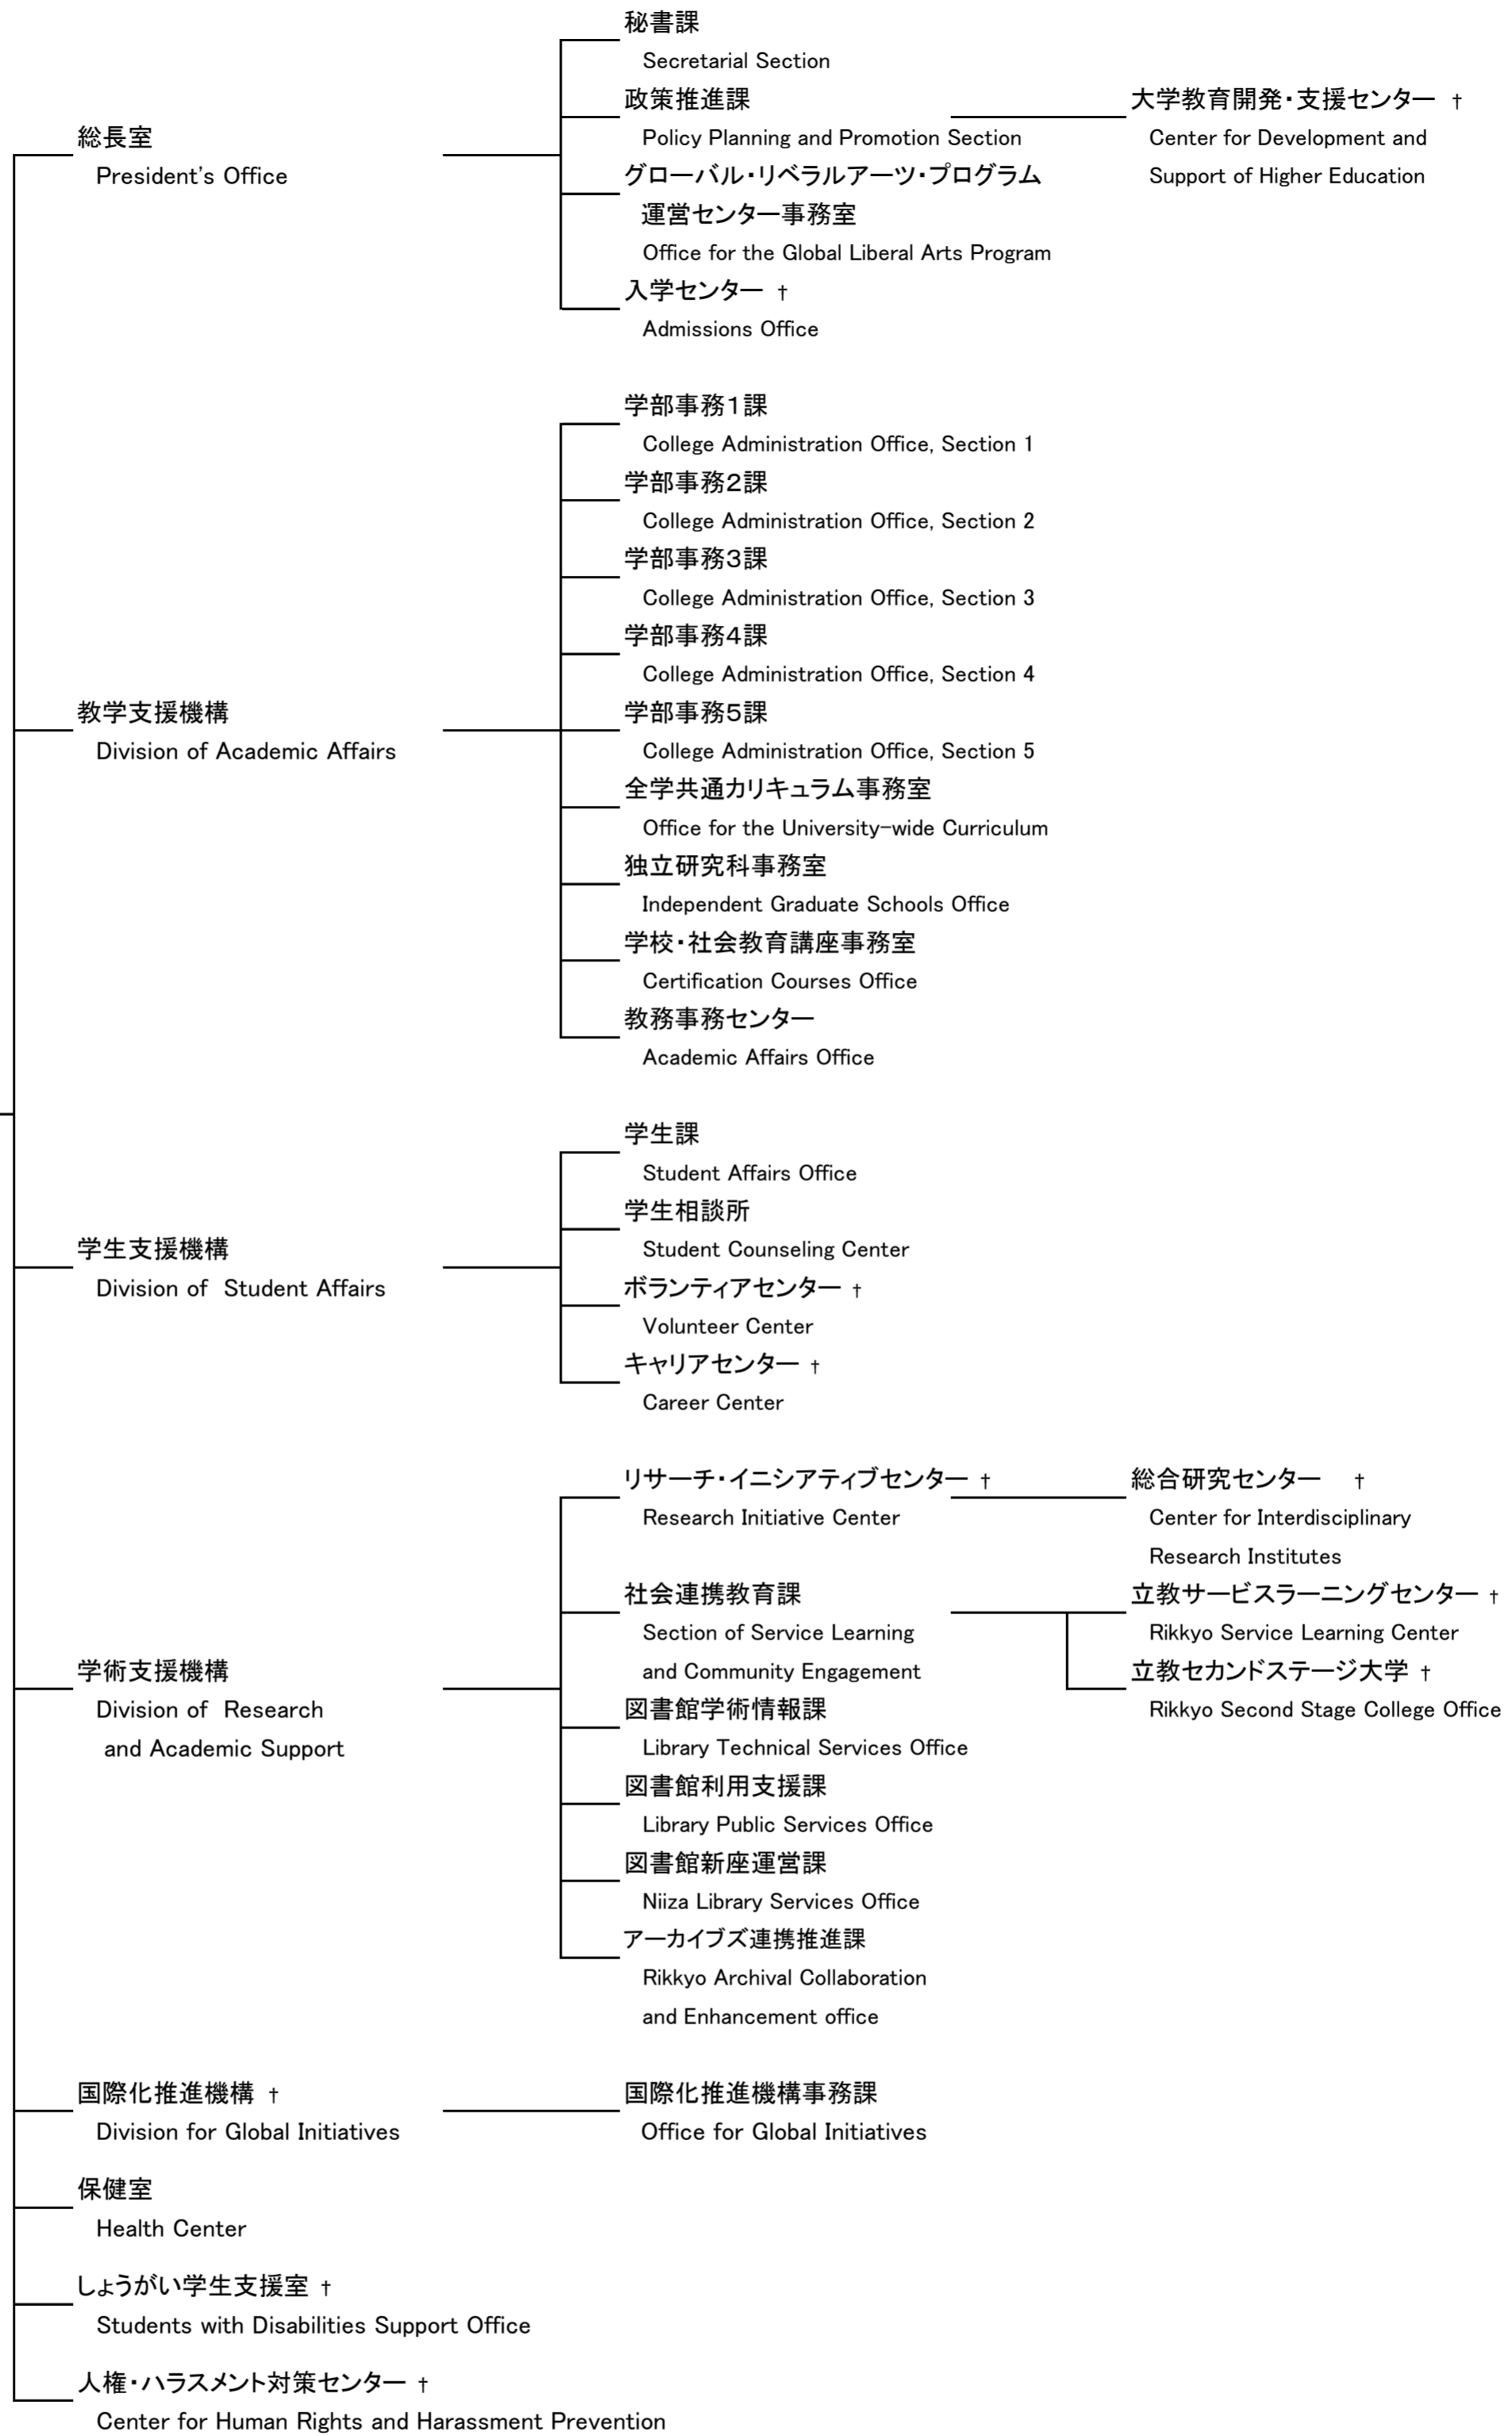 秘書課
Secretarial Section
政策推進課
大学教育開発・支援センター †
総長室
Policy Planning and Promotion Section
Center for Development and
President's Office
グローバル・リベラルアーツ・プログラム
Support of Higher Education
運営センター事務室
Office for the Global Liberal Arts Program
入学センター †
Admissions Office
学部事務1課
College Administration Office, Section 1
学部事務2課
College Administration Office, Section 2
学部事務3課
College Administration Office, Section 3
学部事務4課
College Administration Office, Section 4
教学支援機構
学部事務5課
Division of Academic Affairs
College Administration Office, Section 5
全学共通カリキュラム事務室
Office for the University-wide Curriculum
独立研究科事務室
Independent Graduate Schools Office
学校・社会教育講座事務室
Certification Courses Office
教務事務センター
Academic Affairs Office
学生課
Student Affairs Office
学生相談所
学生支援機構
Student Counseling Center
Division of Student Affairs
ボランティアセンター †
Volunteer Center
キャリアセンター †
Career Center
リサーチ・イニシアティブセンター †
総合研究センター †
Research Initiative Center
Center for Interdisciplinary
Research Institutes
社会連携教育課
立教サービスラーニングセンター †
Section of Service Learning
Rikkyo Service Learning Center
学術支援機構
and Community Engagement
立教セカンドステージ大学 †
Division of Research
図書館学術情報課
Rikkyo Second Stage College Office
and Academic Support
Library Technical Services Office
図書館利用支援課
Library Public Services Office
図書館新座運営課
Niiza Library Services Office
アーカイブズ連携推進課
Rikkyo Archival Collaboration
and Enhancement office
国際化推進機構 †
国際化推進機構事務課
Division for Global Initiatives
Office for Global Initiatives
保健室
Health Center
しょうがい学生支援室 †
Students with Disabilities Support Office
人権・ハラスメント対策センター †
Center for Human Rights and Harassment Prevention